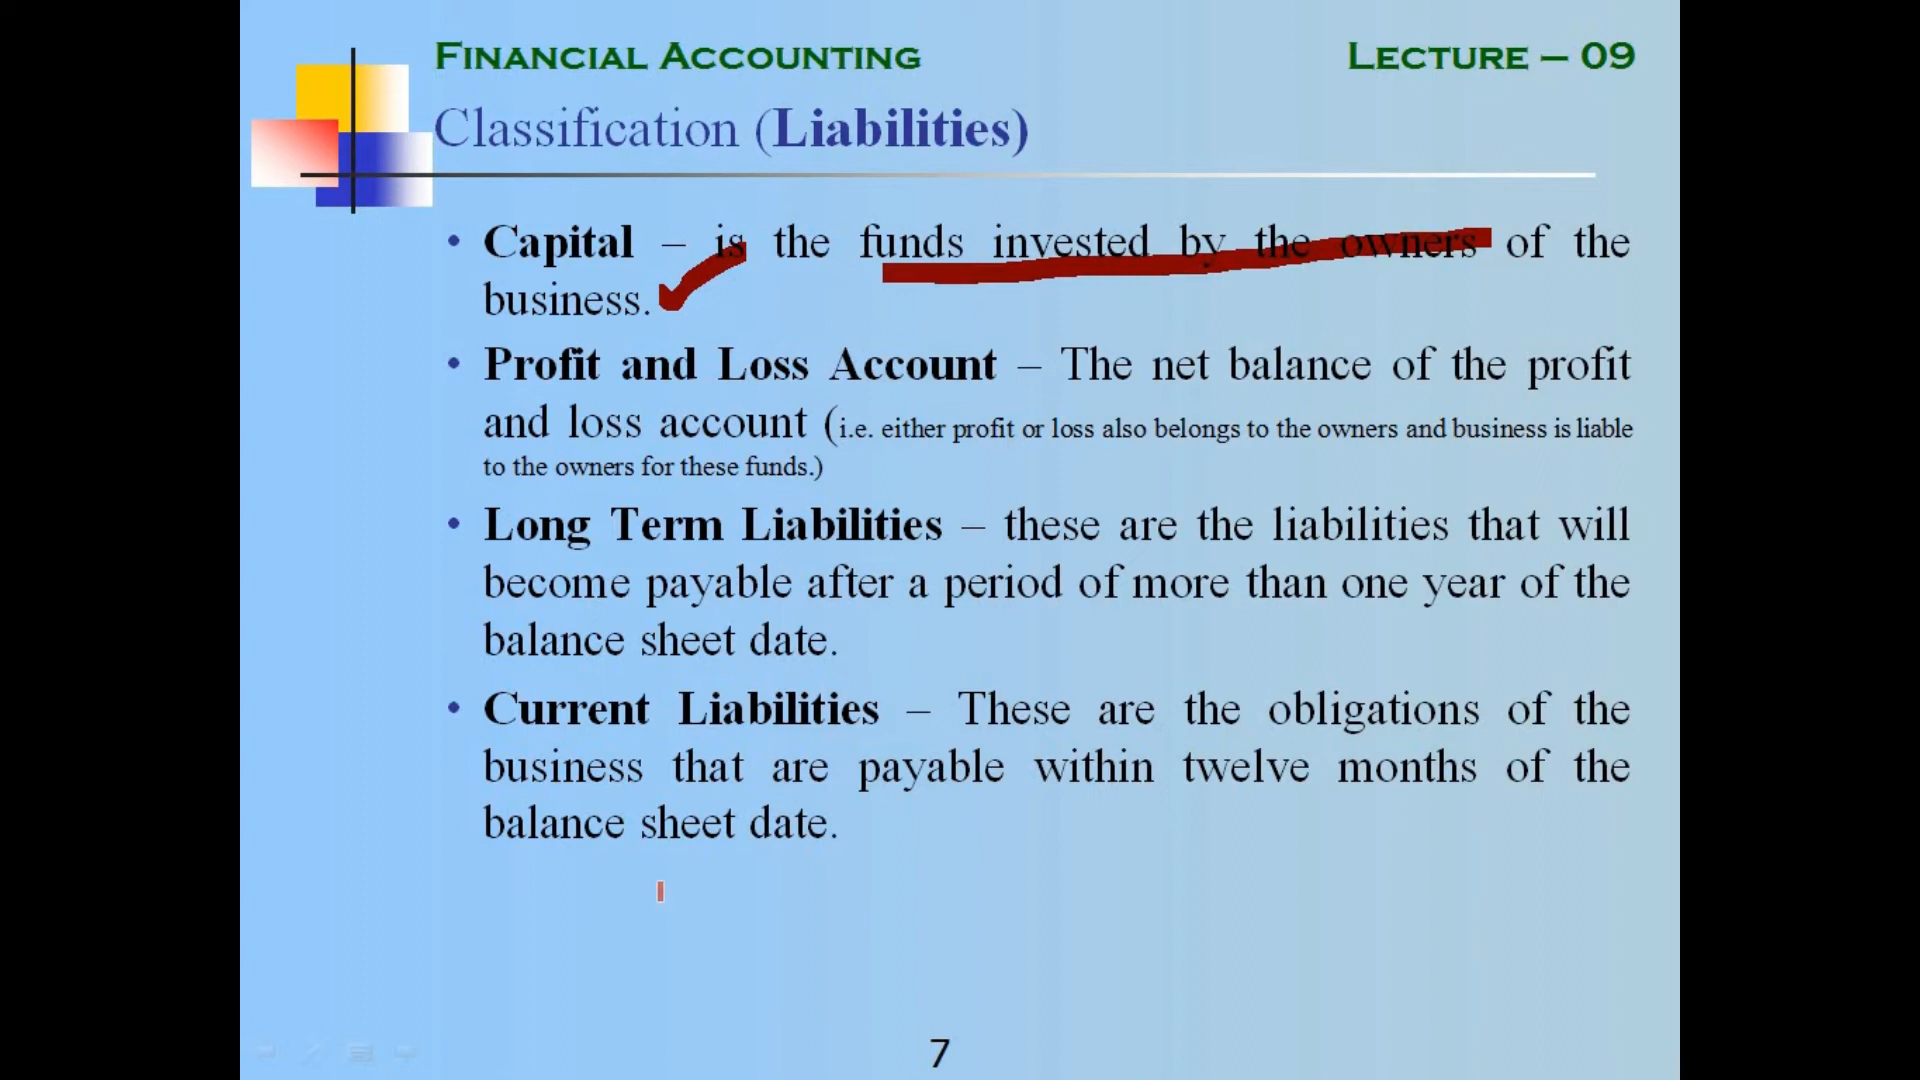 FINANCIAL ACCOUNTING LECTURE – 09
Classification (Liabilities)
• Capital – is the funds invested by the owners of the
business.
• Profit and Loss Account – The net balance of the profit
and loss account (i.e. either profit or loss also belongs to the owners and business is liable
to the owners for these funds.)
• Long Term Liabilities – these are the liabilities that will
become payable after a period of more than one year of the
balance sheet date.
• Current Liabilities – These are the obligations of the
business that are payable within twelve months of the
balance sheet date.
7